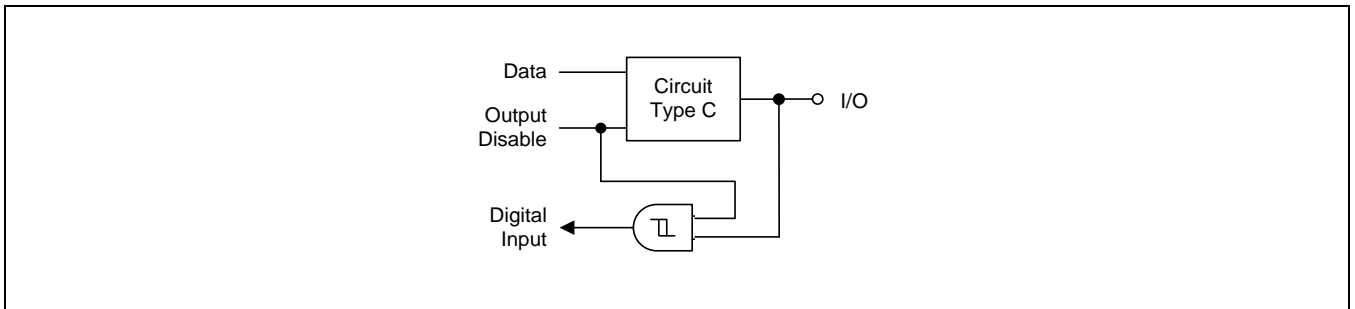 Data
Output
Disable
Circuit
Type C
I/O
Digital
Input